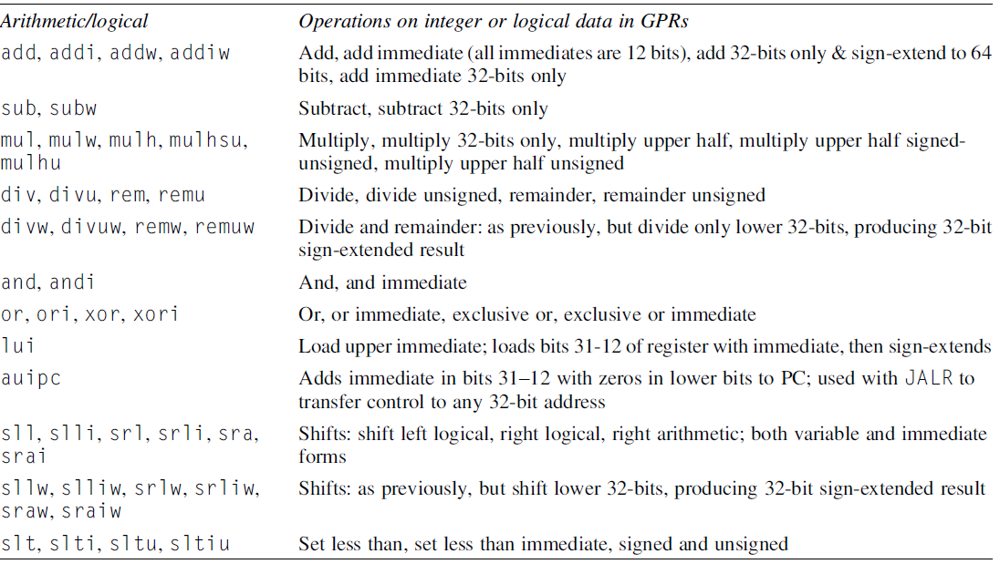 Arithmetic/logical Operations on integer or logical data in GPRs
add, addi, addw, addiw Add, add immediate (all immediates are 12 bits), add 32-bits only & sign-extend to 64
bits, add immediate 32-bits only
sub, subw Subtract, subtract 32-bits only
mul, mulw, mulh, mulhsu, Multiply, multiply 32-bits only, multiply upper half, multiply upper half signed-
mulhu unsigned, multiply upper half unsigned
div, divu, rem, remu Divide, divide unsigned, remainder, remainder unsigned
divw, divuw, remw, remuw Divide and remainder: as previously, but divide only lower 32-bits, producing 32-bit
sign-extended result
and, andi And, and immediate
or, ori, xor, xori Or, or immediate, exclusive or, exclusive or immediate
lui Load upper immediate; loads bits 31-12 of register with immediate, then sign-extends
auipc Adds immediate in bits 31–12 with zeros in lower bits to PC; used with JALR to
transfer control to any 32-bit address
sll, slli, srl, srli, sra, Shifts: shift left logical, right logical, right arithmetic; both variable and immediate
srai forms
sllw, slliw, srlw, srliw, Shifts: as previously, but shift lower 32-bits, producing 32-bit sign-extended result
sraw, sraiw
slt, slti, sltu, sltiu Set less than, set less than immediate, signed and unsigned